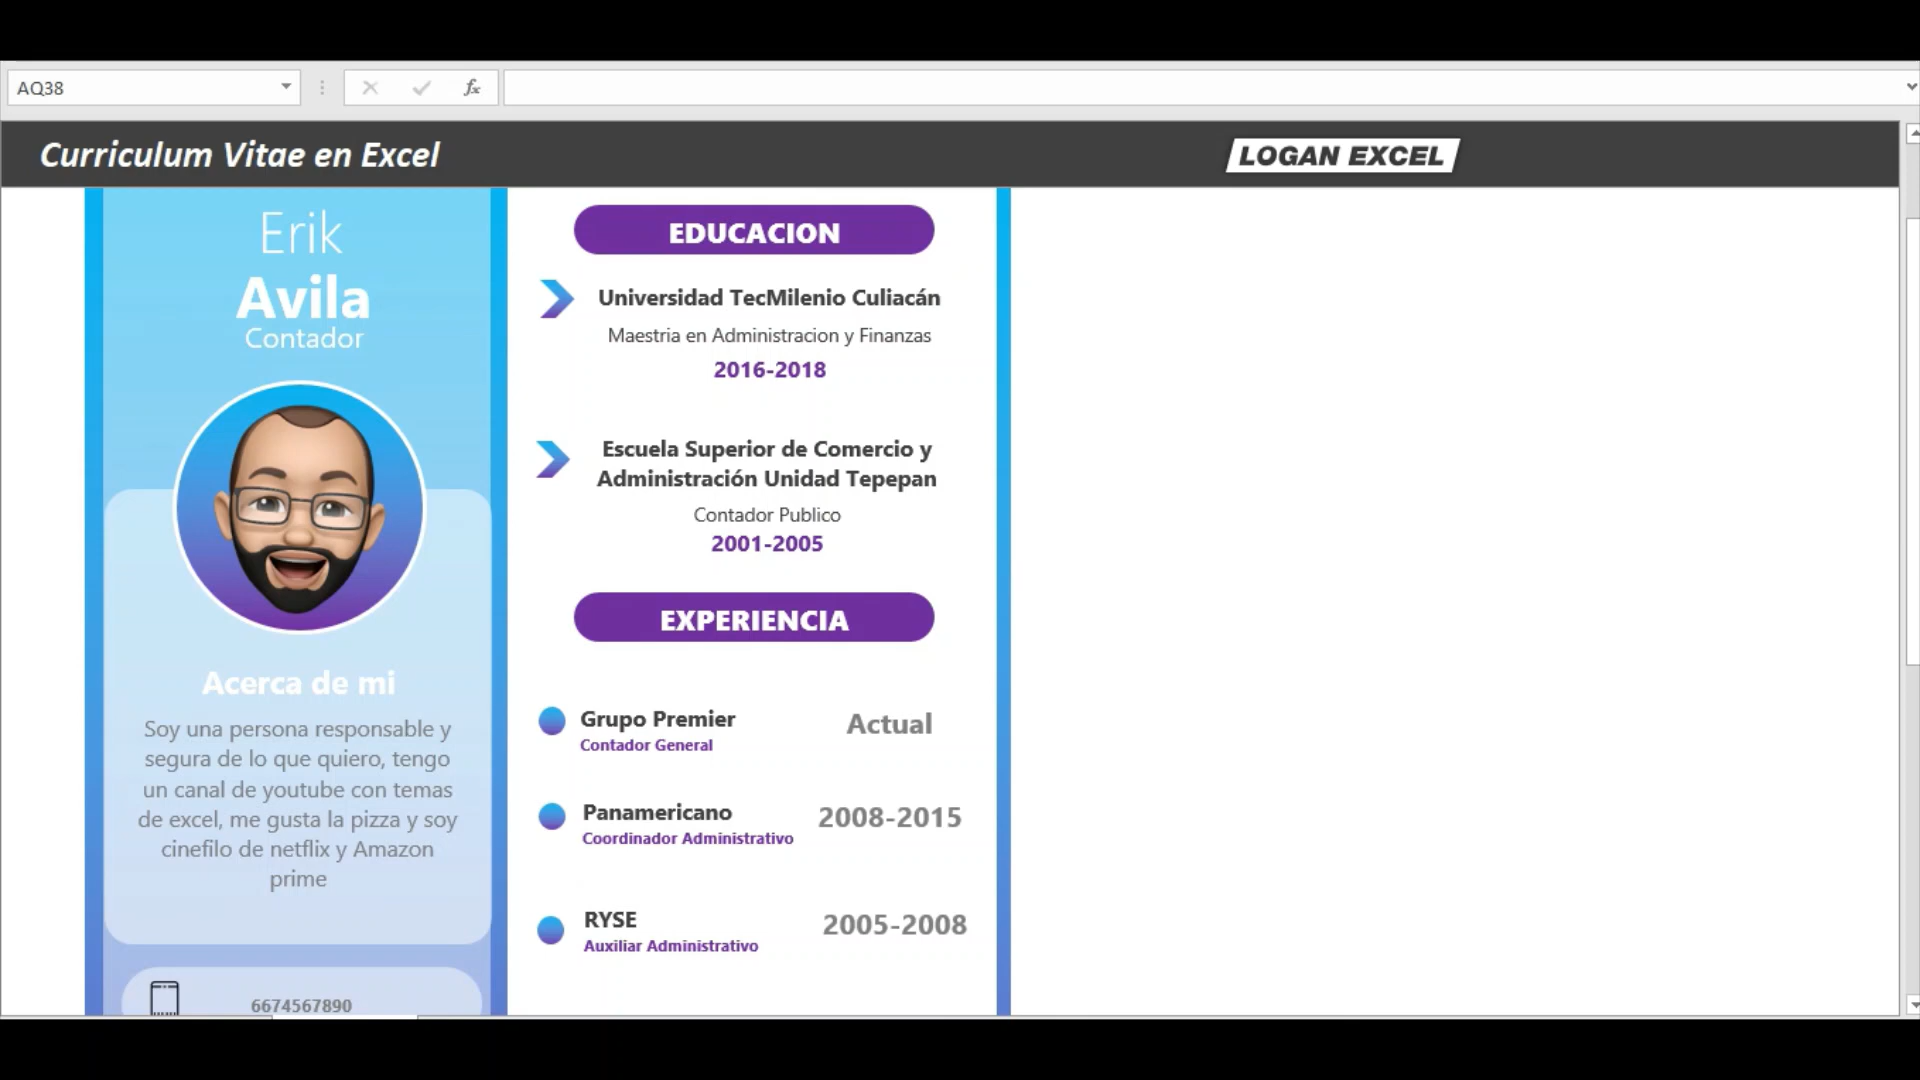 AQ38
fx
Curriculum Vitae en Excel
LOGAN EXCEL
Erik
Avila
Contador
Acerca de mi
Soy una persona responsable y
segura de lo que quiero, tengo
un canal de youtube con temas
de excel, me gusta la pizza y soy
cinefilo de netflix y Amazon
prime
6674567890
EDUCACION
Universidad TecMilenio Culiacán
Maestria en Administracion y Finanzas
2016-2018
Escuela Superior de Comercio y
Administración Unidad Tepepan
Contador Publico
2001-2005
EXPERIENCIA
Grupo Premier
Contador General
Actual
Panamericano
Coordinador Administrativo
2008-2015
RYSE
Auxiliar Administrativo
2005-2008